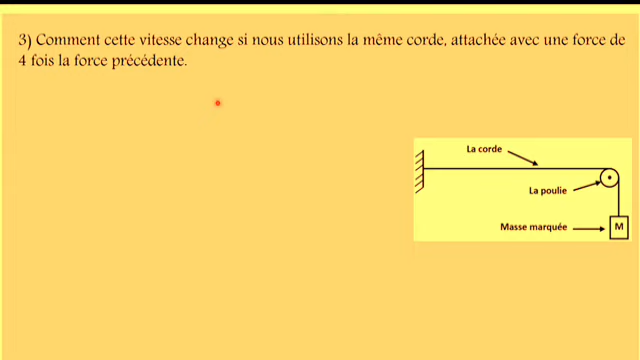 3) Comment cette vitesse change si nous utilisons la même corde, attachée avec une force de
4 fois la force précédente.
La corde
La poulie
Masse marquée
M